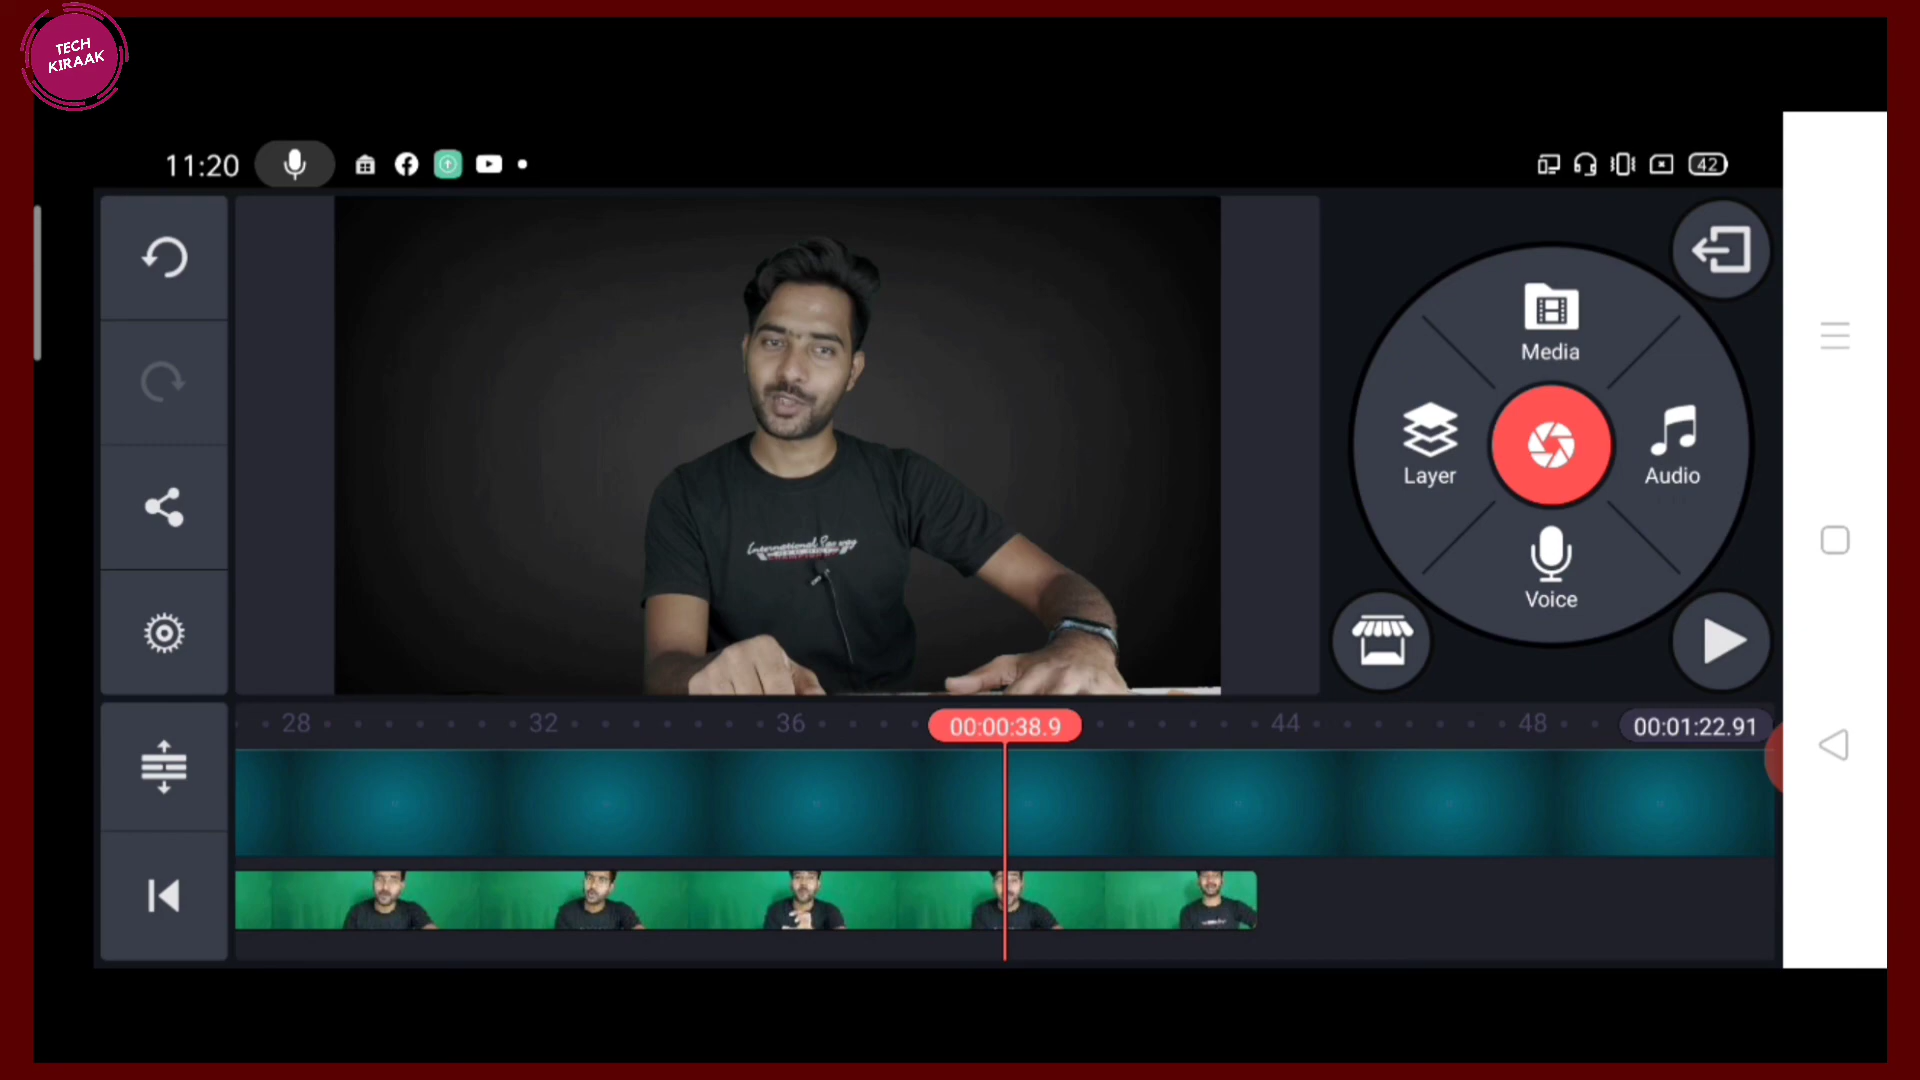 TECH
KIRAAK
11:20
42
Media
Layer
Audio
Voice
28
32
36
00:00:38.9
44
48
00:01:22.91
International